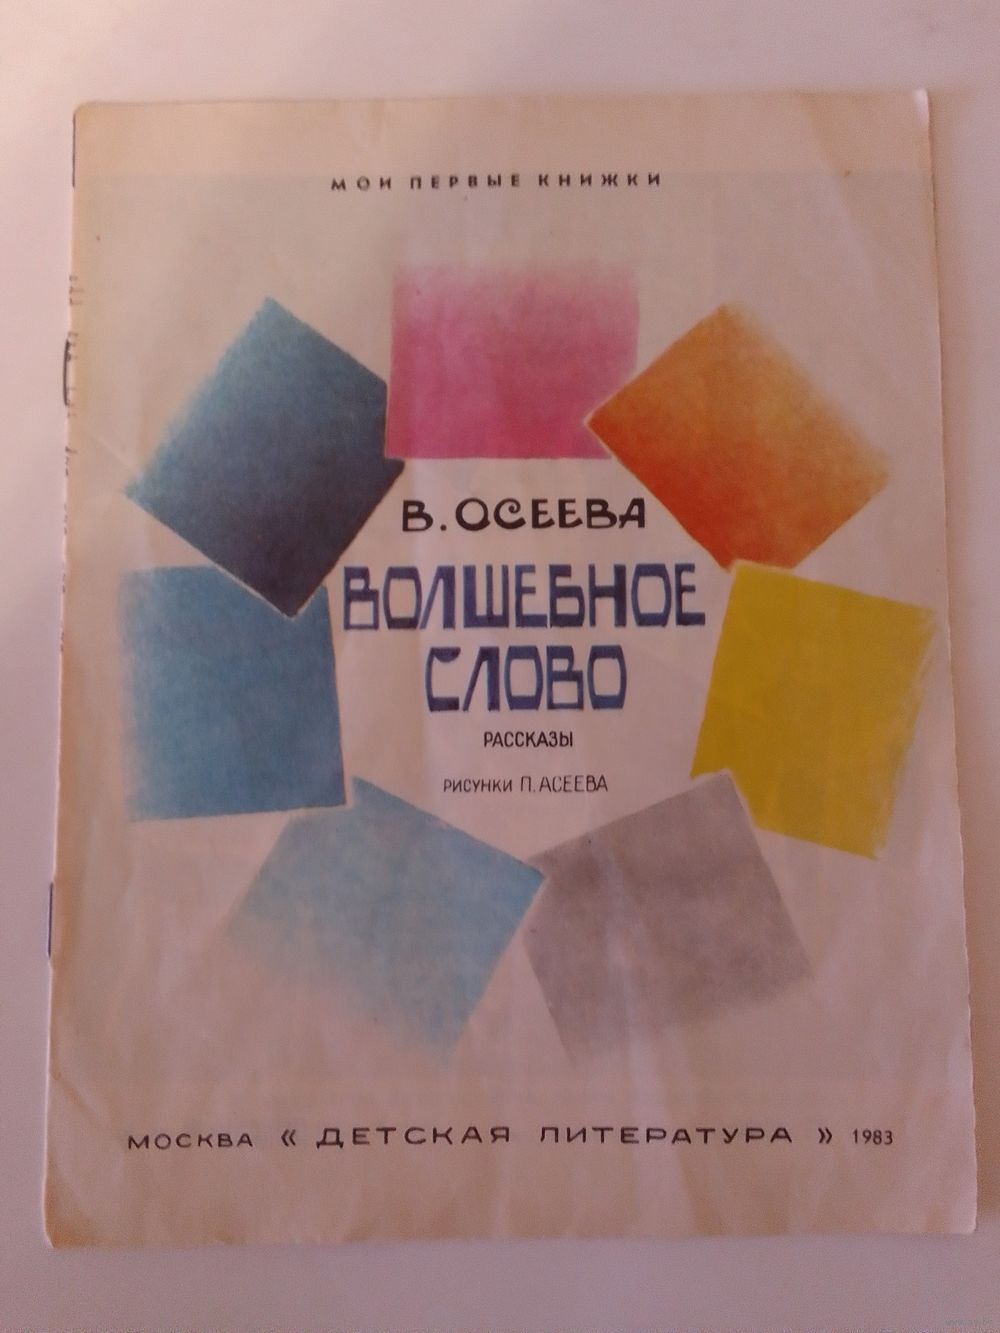 МОИ ПЕРВЫЕ КНИЖКИ
В. ОСЕЕВА
ВОЛШЕБНОЕ
СЛОВО
РАССКАЗЫ
РИСУНКИ П. АСЕЕВА
МОСКВА « ДЕТСКАЯ ЛИТЕРАТУРА » 1983